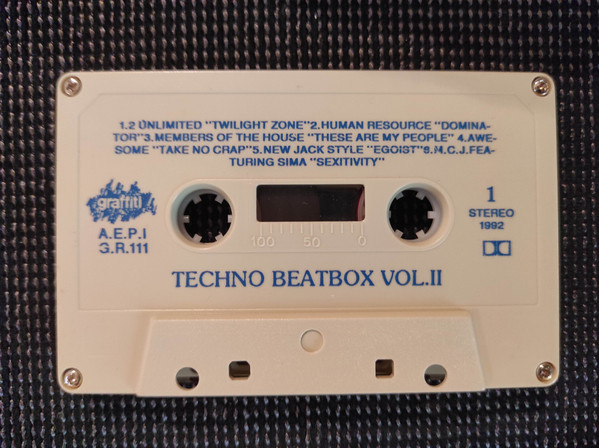 1.2 UNLIMITED "TWILIGHT ZONE"2.HUMAN RESOURCE "DOMINA-
TOR"3.MEMBERS OF THE HOUSE "THESE ARE MY PEOPLE" 4.AWE-
SOME "TAKE NO CRAP"5.NEW JACK STYLE "EGOIST"6.M.C.J.FEA-
TURING SIMA "SEXITIVITY"
graffiti
A.E.P.I
G.R.111
1
STEREO
1992
100 50 0
TECHNO BEATBOX VOL.II